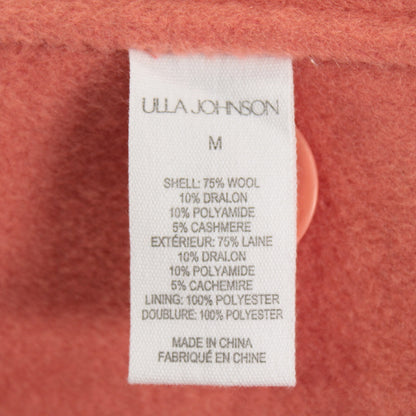 ULLA JOHNSON
M
SHELL: 75% WOOL
10% DRALON
10% POLYAMIDE
5% CASHMERE
EXTÉRIEUR: 75% LAINE
10% DRALON
10% POLYAMIDE
5% CACHEMIRE
LINING: 100% POLYESTER
DOUBLURE: 100% POLYESTER
MADE IN CHINA
FABRIQUÉ EN CHINE